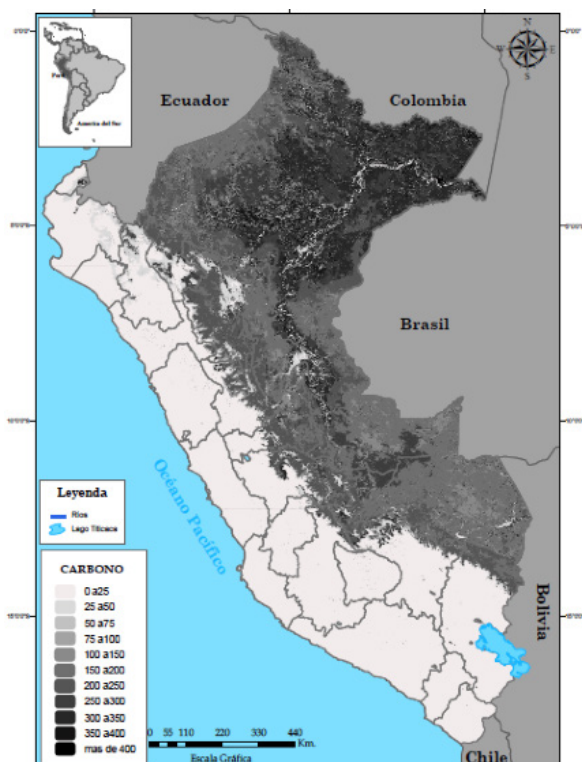 Perú
América del Sur
N
E
S
Ecuador
Colombia
Brasil
Océano Pacífico
Bolivia
Chile
Leyenda
Ríos
Lago Titicaca
CARBONO
0 a25
25 a50
50 a75
75 a100
100 a150
150 a200
200 a250
250 a300
300 a350
350 a400
mas de 400
0 55 110 220 330 440
Km.
Escala Gráfica